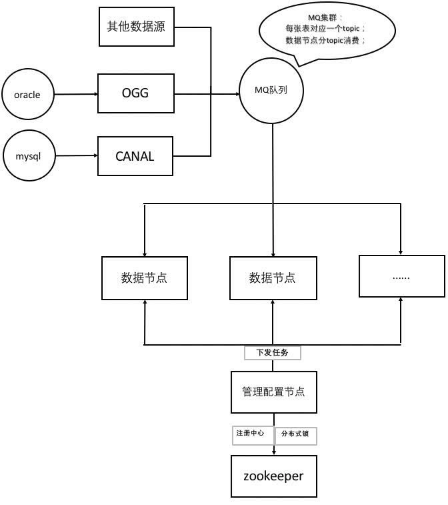 其他数据源
MQ集群：
每张表对应一个topic；
数据节点分topic消费；
oracle
OGG
MQ队列
mysql
CANAL
数据节点
数据节点
......
下发任务
管理配置节点
注册中心
分布式锁
zookeeper